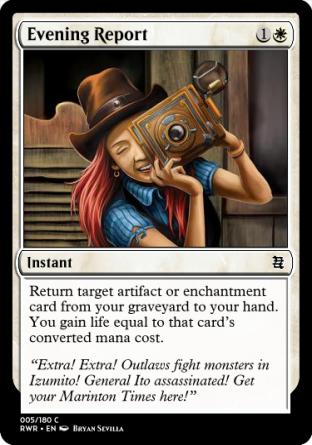 Evening Report 1
Instant
Return target artifact or enchantment
card from your graveyard to your hand.
You gain life equal to that card's
converted mana cost.
"Extra! Extra! Outlaws fight monsters in
Izumito! General Ito assassinated! Get
your Marinton Times here!"
005/180 C
RWR • EN Bryan Sevilla